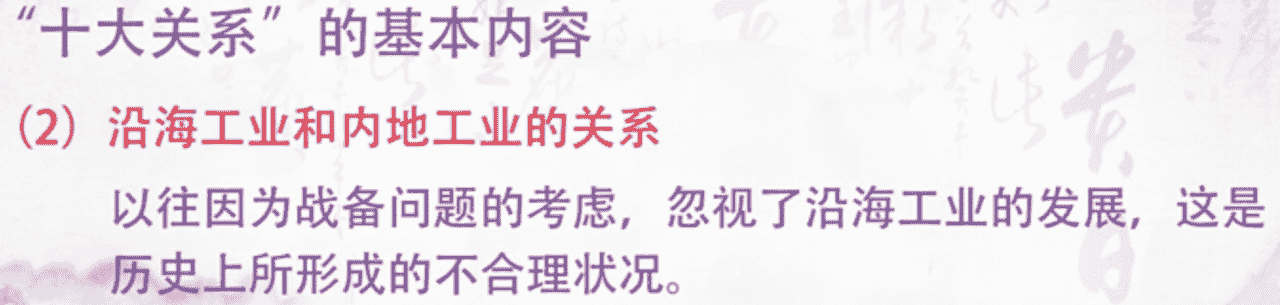 “十大关系”的基本内容
（2）沿海工业和内地工业的关系
以往因为战备问题的考虑，忽视了沿海工业的发展，这是
历史上所形成的不合理状况。